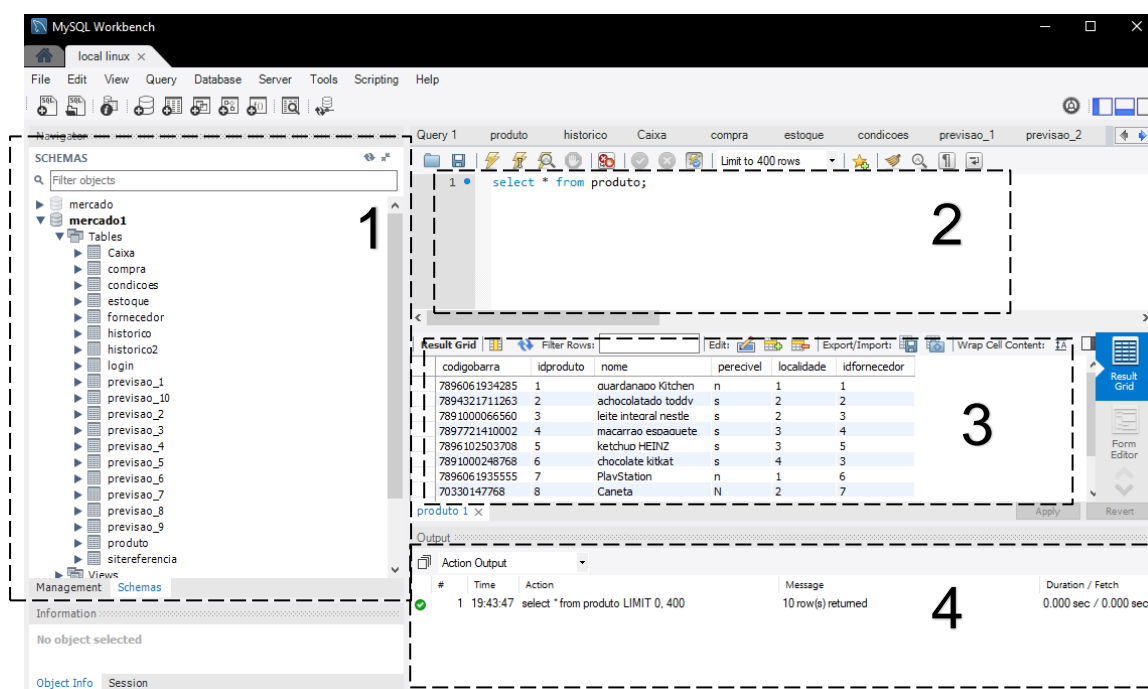 MySQL Workbench
local linux
File Edit View Query Database Server Tools Scripting Help
Navigator
SCHEMAS
Filter objects
mercado
mercado1
Tables
Caixa
compra
condicoes
estoque
fornecedor
historico
historico2
login
previsao_1
previsao_10
previsao_2
previsao_3
previsao_4
previsao_5
previsao_6
previsao_7
previsao_8
previsao_9
produto
sitereferencia
Views
Management Schemas
Information
No object selected
Object Info Session
1
Query 1 produto historico Caixa compra estoque condicoes previsao_1 previsao_2
Limit to 400 rows
1 select * from produto;
2
Result Grid Filter Rows: Edit: Export/Import: Wrap Cell Content:
codigobarra idproduto nome perecivel localidade idfornecedor
7896061934285 1 guardanapo Kitchen n 1 1
7894321711263 2 achocolatado toddy s 2 2
7891000066560 3 leite integral nestle s 2 3
7897721410002 4 macarrao espaguete s 3 4
7896102503708 5 ketchup HEINZ s 3 5
7891000248768 6 chocolate kitkat s 4 3
7896061935555 7 PlayStation n 1 6
70330147768 8 Caneta N 2 7
3
Result Grid
Form Editor
produto 1 Apply Revert
Output
Action Output
# Time Action Message Duration / Fetch
1 19:43:47 select * from produto LIMIT 0, 400 10 row(s) returned 0.000 sec / 0.000 sec
4